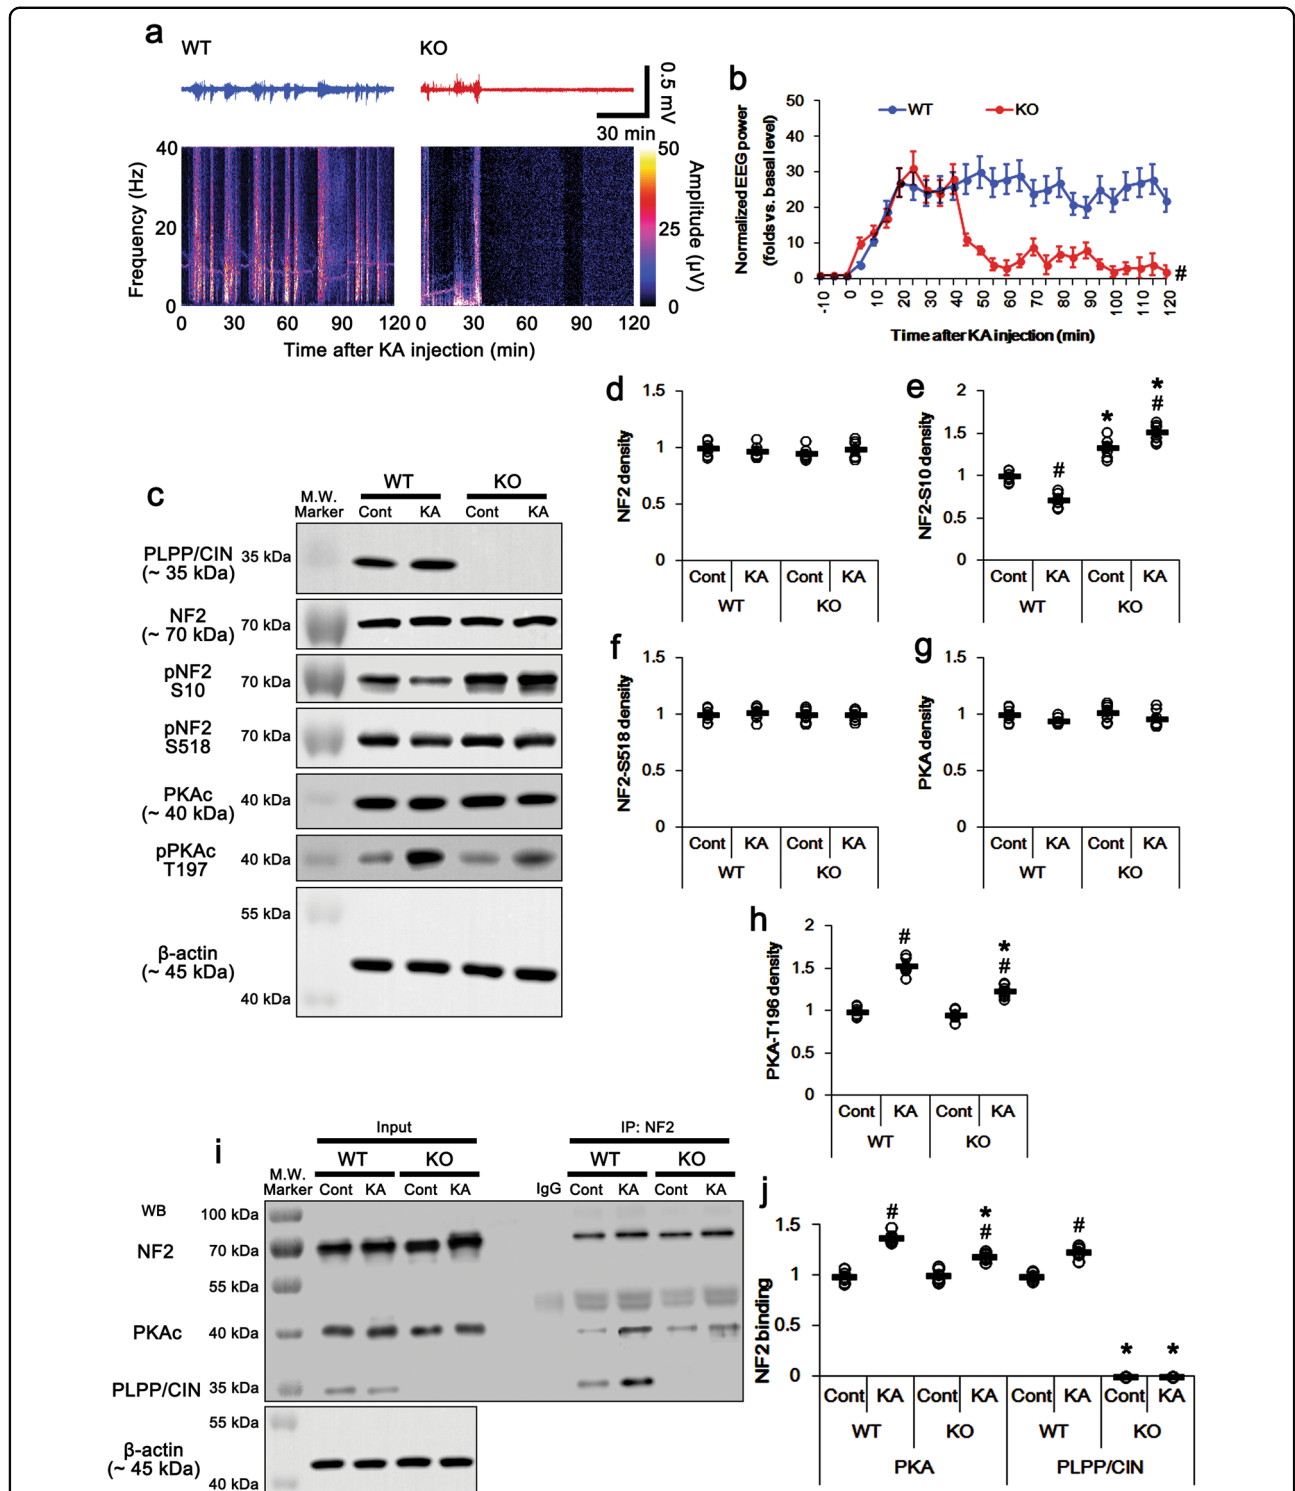 a
WT
KO
0.5 mV
30 min
40
20
0
Frequency (Hz)
0 30 60 90 120
0 30 60 90 120
Time after KA injection (min)
50
25
0
Amplitude (μV)
b
WT KO
50
40
30
20
10
0
Normalized EEG power
(folds vs. basal level)
-10 0 10 20 30 40 50 60 70 80 90 100 110 120
Time after KA injection (min)
#
c
WT KO
M.W.
Marker
Cont KA Cont KA
PLPP/CIN
(~ 35 kDa)
35 kDa
NF2
(~ 70 kDa)
70 kDa
pNF2
S10
70 kDa
pNF2
S518
70 kDa
PKAc
(~ 40 kDa)
40 kDa
pPKAc
T197
40 kDa
55 kDa
β-actin
(~ 45 kDa)
40 kDa
d
1.5
1
0.5
0
NF2 density
Cont KA Cont KA
WT KO
e
2
1.5
1
0.5
0
NF2-S10 density
#
*
*
#
Cont KA Cont KA
WT KO
f
1.5
1
0.5
0
NF2-S518 density
Cont KA Cont KA
WT KO
g
1.5
1
0.5
0
PKA density
Cont KA Cont KA
WT KO
h
2
1.5
1
0.5
0
PKA-T196 density
#
*
#
Cont KA Cont KA
WT KO
i
Input
IP: NF2
WT KO
WT KO
M.W.
Marker
Cont KA Cont KA
IgG Cont KA Cont KA
WB
100 kDa
NF2
70 kDa
55 kDa
PKAc
40 kDa
PLPP/CIN
35 kDa
55 kDa
β-actin
(~ 45 kDa)
40 kDa
j
1.5
1
0.5
0
NF2 binding
#
*
#
#
* *
Cont KA Cont KA Cont KA Cont KA
WT KO WT KO
PKA PLPP/CIN